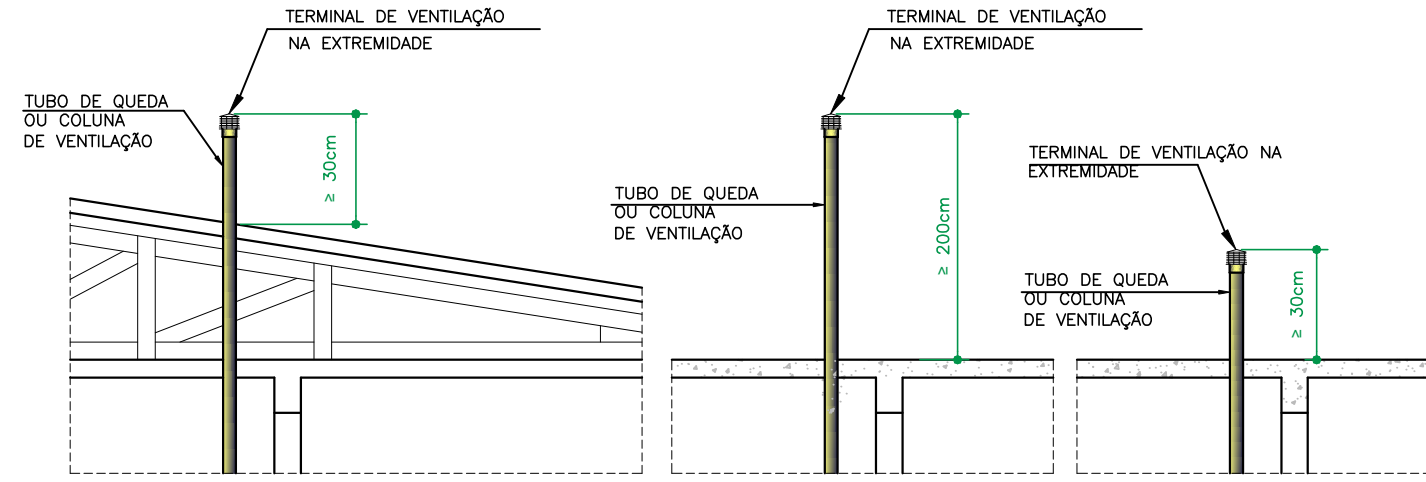 TERMINAL DE VENTILAÇÃO
NA EXTREMIDADE
TUBO DE QUEDA
OU COLUNA
DE VENTILAÇÃO
≥ 30cm
TERMINAL DE VENTILAÇÃO
NA EXTREMIDADE
TUBO DE QUEDA
OU COLUNA
DE VENTILAÇÃO
≥ 200cm
TERMINAL DE VENTILAÇÃO NA
EXTREMIDADE
TUBO DE QUEDA
OU COLUNA
DE VENTILAÇÃO
≥ 30cm